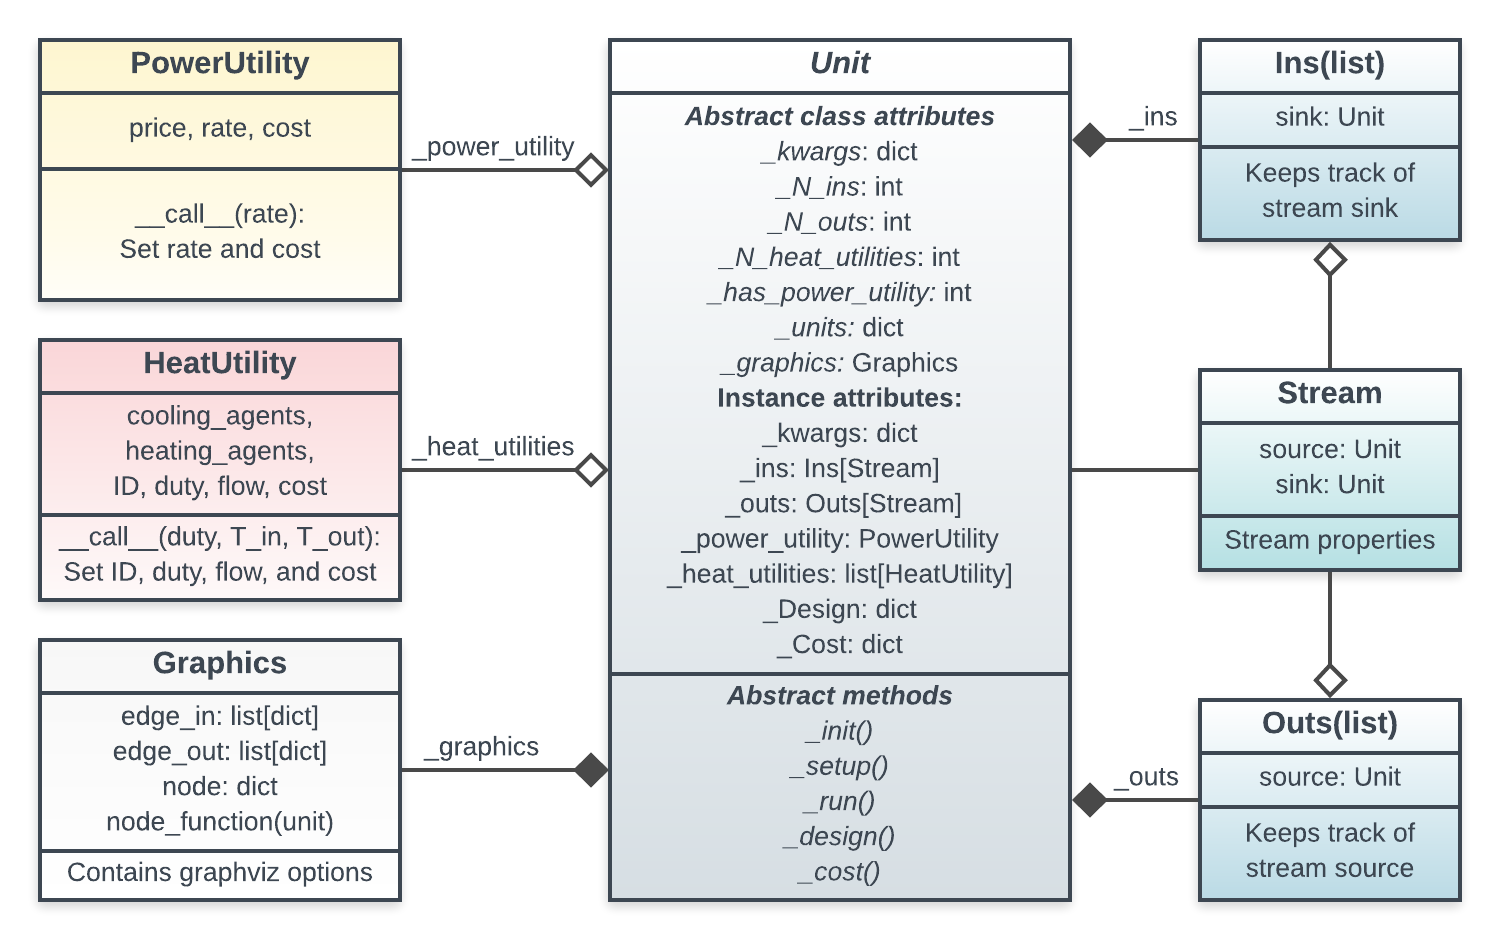 PowerUtility
price, rate, cost
__call__(rate):
Set rate and cost
_power_utility
HeatUtility
cooling_agents,
heating_agents,
ID, duty, flow, cost
__call__(duty, T_in, T_out):
Set ID, duty, flow, and cost
_heat_utilities
Graphics
edge_in: list[dict]
edge_out: list[dict]
node: dict
node_function(unit)
Contains graphviz options
_graphics
Unit
Abstract class attributes
_kwargs: dict
_N_ins: int
_N_outs: int
_N_heat_utilities: int
_has_power_utility: int
_units: dict
_graphics: Graphics
Instance attributes:
_kwargs: dict
_ins: Ins[Stream]
_outs: Outs[Stream]
_power_utility: PowerUtility
_heat_utilities: list[HeatUtility]
_Design: dict
_Cost: dict
Abstract methods
_init()
_setup()
_run()
_design()
_cost()
_ins
Ins(list)
sink: Unit
Keeps track of
stream sink
Stream
source: Unit
sink: Unit
Stream properties
_outs
Outs(list)
source: Unit
Keeps track of
stream source